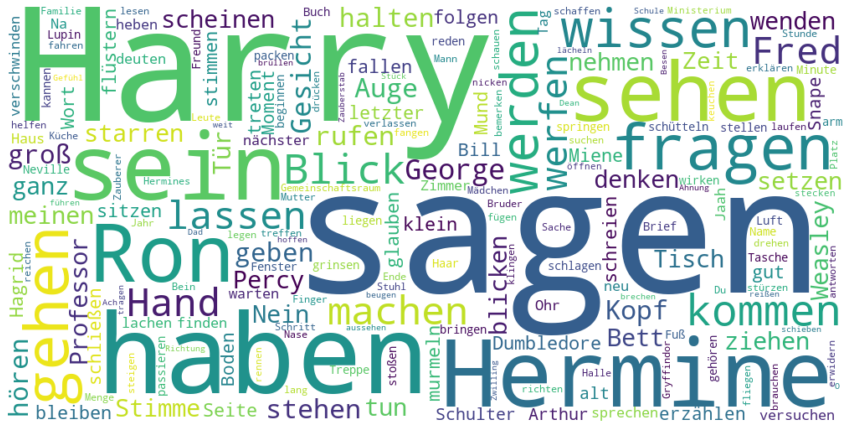 Harry
sagen
sein
haben
Hermine
sehen
Ron
fragen
wissen
gehen
werden
werfen
kommen
Fred
Blick
lassen
machen
Hand
George
Gesicht
Auge
halten
scheinen
folgen
wenden
nehmen
Zeit
Snape
Familie
Na
Lupin
heben
lesen
fahren
Buch
Freund
packen
reden
Mann
schauen
Tag
schaffen
Schule
Ministerium
Stunde
lächeln
erklären
Minute
verschwinden
kannen
Gefühl
flüstern
deuten
brüllen
drücken
Zauberstab
Stück
nicken
bemerken
Besen
Dean
keuchen
Wort
stimmen
Moment
treten
beginnen
fallen
letzter
verlassen
fangen
Mund
springen
schütteln
stellen
laufen
arm
helfen
Haus
Küche
Leute
weit
starren
Tür
rufen
Bill
Miene
suchen
öffnen
wirken
Platz
nächster
groß
Neville
Zauberer
Hermines
Gemeinschaftsraum
Mutter
Zimmer
Mädchen
Bruder
denken
setzen
Ahnung
stecken
ganz
führen
meinen
sitzen
Jahr
legen
treffen
liegen
klein
fügen
glauben
schreien
Brief
Luft
Name
drehen
Jaah
Weasley
Hagrid
reichen
Professor
Dad
hoffen
geben
Fenster
grinsen
Ende
Haar
Sache
schlagen
klingen
Tisch
neu
Du
Tasche
gut
antworten
stürzen
reißen
Ach
tragen
Bein
Percy
warten
Finger
Stuhl
beugen
blicken
Ohr
Kopf
brechen
schließen
lachen
finden
Nein
Schritt
aussehen
Nase
bringen
Bett
Dumbledore
Fuß
gehören
Gryffindor
ziehen
schieben
hören
steigen
passieren
Boden
Richtung
rennen
stoßen
Treppe
murmeln
Zwilling
richten
Halle
alt
fliegen
brauchen
erwidern
bleiben
Menge
Stimme
Seite
lang
stehen
tun
Schulter
Arthur
sprechen
erzählen
versuchen